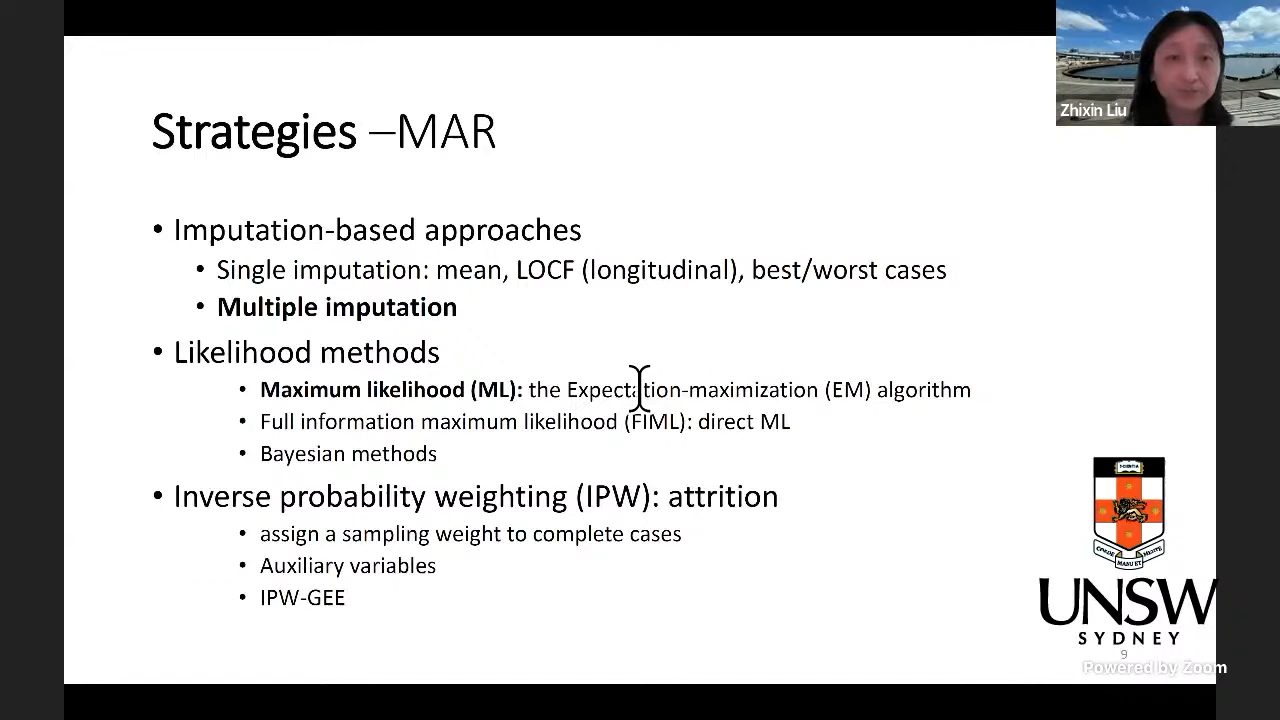 Zhixin Liu
Strategies –MAR
• Imputation-based approaches
• Single imputation: mean, LOCF (longitudinal), best/worst cases
• Multiple imputation
• Likelihood methods
• Maximum likelihood (ML): the Expectation-maximization (EM) algorithm
• Full information maximum likelihood (FIML): direct ML
• Bayesian methods
• Inverse probability weighting (IPW): attrition
• assign a sampling weight to complete cases
• Auxiliary variables
• IPW-GEE
UNSW
SYDNEY
9
Powered by Zoom